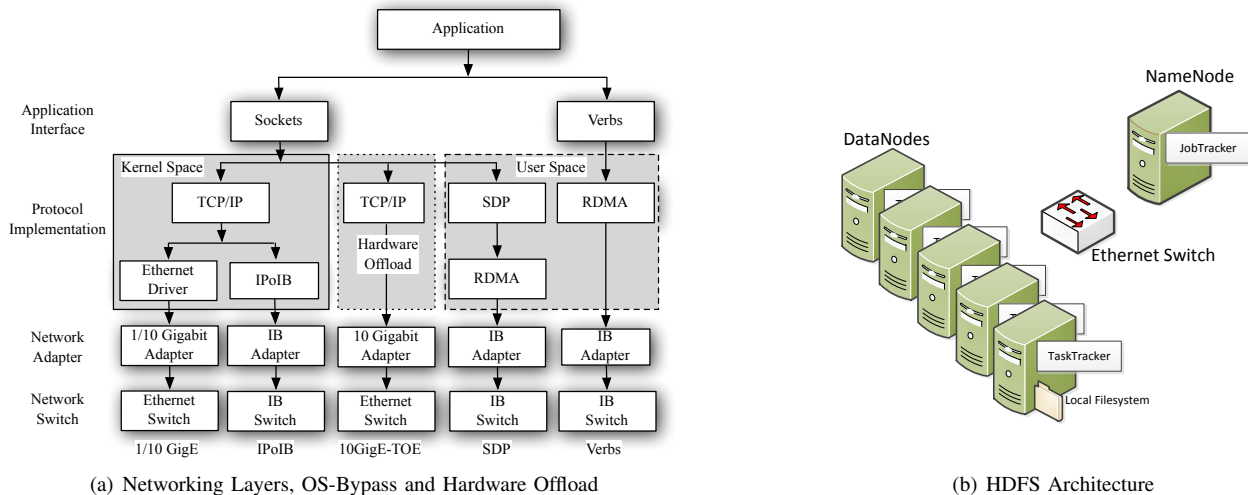 Application
Application
Interface
Sockets
Verbs
Kernel Space
User Space
Protocol
Implementation
TCP/IP
TCP/IP
SDP
RDMA
Hardware
Offload
Ethernet
Driver
IPoIB
RDMA
Network
Adapter
1/10 Gigabit
Adapter
IB
Adapter
10 Gigabit
Adapter
IB
Adapter
IB
Adapter
Network
Switch
Ethernet
Switch
IB
Switch
Ethernet
Switch
IB
Switch
IB
Switch
1/10 GigE
IPoIB
10GigE-TOE
SDP
Verbs
(a) Networking Layers, OS-Bypass and Hardware Offload
NameNode
JobTracker
DataNodes
Ethernet Switch
TaskTracker
Local Filesystem
(b) HDFS Architecture